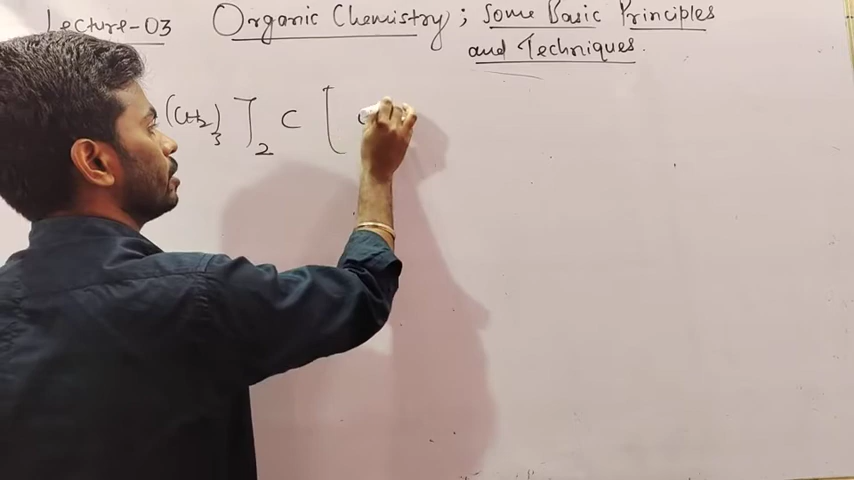 Lecture-03 Organic Chemistry; Some Basic Principles
and Techniques.
(CH2)3 ]2 C [ C